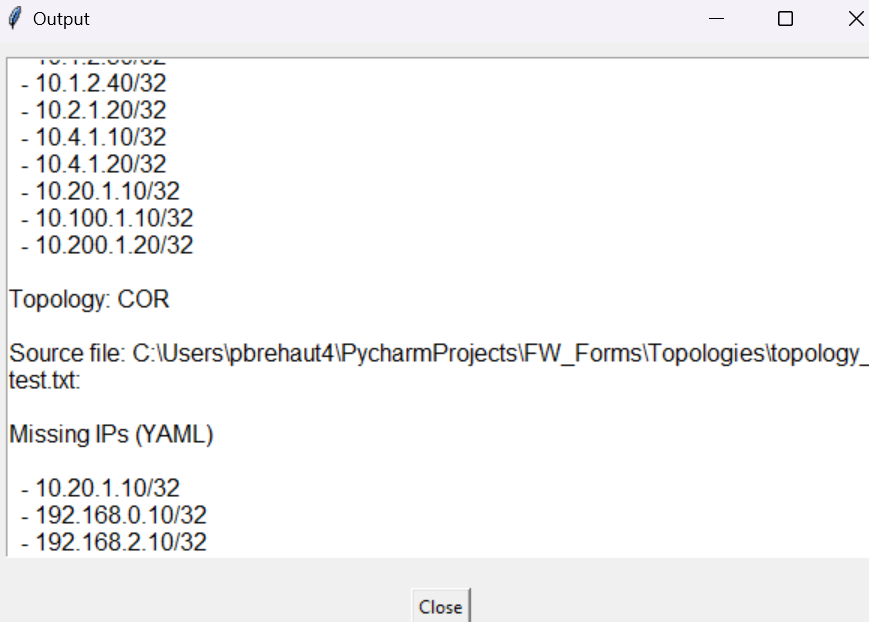 Output
- 10.1.2.40/32
- 10.2.1.20/32
- 10.4.1.10/32
- 10.4.1.20/32
- 10.20.1.10/32
- 10.100.1.10/32
- 10.200.1.20/32
Topology: COR
Source file: C:\Users\pbrehaut4\PycharmProjects\FW_Forms\Topologies\topology_
test.txt:
Missing IPs (YAML)
- 10.20.1.10/32
- 192.168.0.10/32
- 192.168.2.10/32
Close